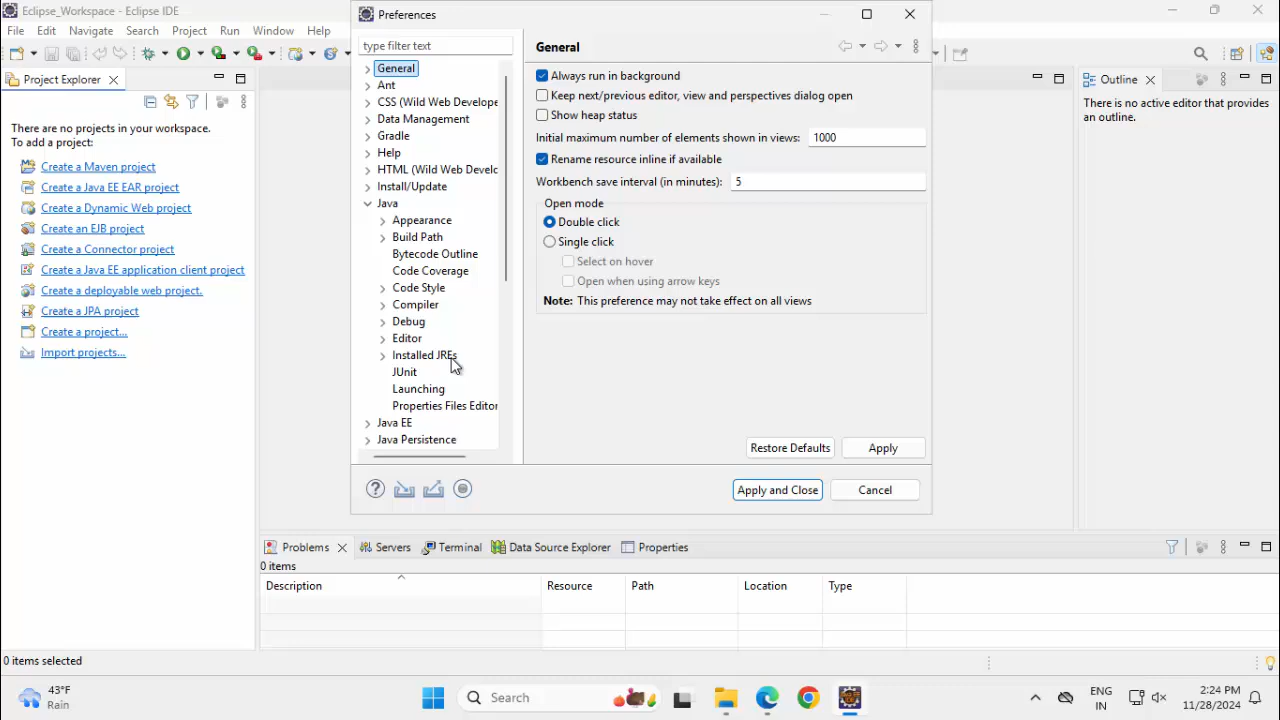 Eclipse_Workspace - Eclipse IDE
File Edit Navigate Search Project Run Window Help
Project Explorer
There are no projects in your workspace.
To add a project:
Create a Maven project
Create a Java EE EAR project
Create a Dynamic Web project
Create an EJB project
Create a Connector project
Create a Java EE application client project
Create a deployable web project.
Create a JPA project
Create a project...
Import projects...
Preferences
type filter text
General
Ant
CSS (Wild Web Develope
Data Management
Gradle
Help
HTML (Wild Web Develo
Install/Update
Java
Appearance
Build Path
Bytecode Outline
Code Coverage
Code Style
Compiler
Debug
Editor
Installed JREs
JUnit
Launching
Properties Files Editor
Java EE
Java Persistence
General
Always run in background
Keep next/previous editor, view and perspectives dialog open
Show heap status
Initial maximum number of elements shown in views: 1000
Rename resource inline if available
Workbench save interval (in minutes): 5
Open mode
Double click
Single click
Select on hover
Open when using arrow keys
Note: This preference may not take effect on all views
Restore Defaults Apply
Apply and Close Cancel
Outline
There is no active editor that provides
an outline.
Problems Servers Terminal Data Source Explorer Properties
0 items
Description Resource Path Location Type
0 items selected
43°F
Rain
Search
ENG
IN
2:24 PM
11/28/2024